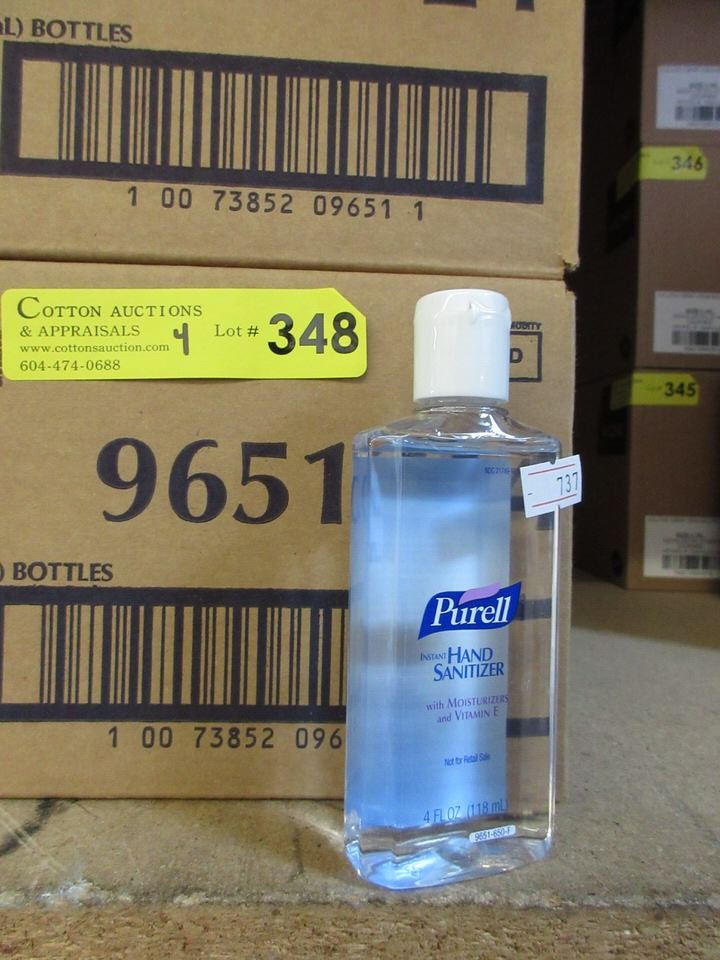 L) BOTTLES
1 00 73852 09651 1
COTTON AUCTIONS
& APPRAISALS
www.cottonsauction.com
604-474-0688
4
Lot # 348
9651
) BOTTLES
1 00 73852 096
346
345
- 737
Purell
INSTANT HAND
SANITIZER
with MOISTURIZERS
and VITAMIN E
Not for Retail Sale
4 FL OZ (118 mL)
9651-650-F